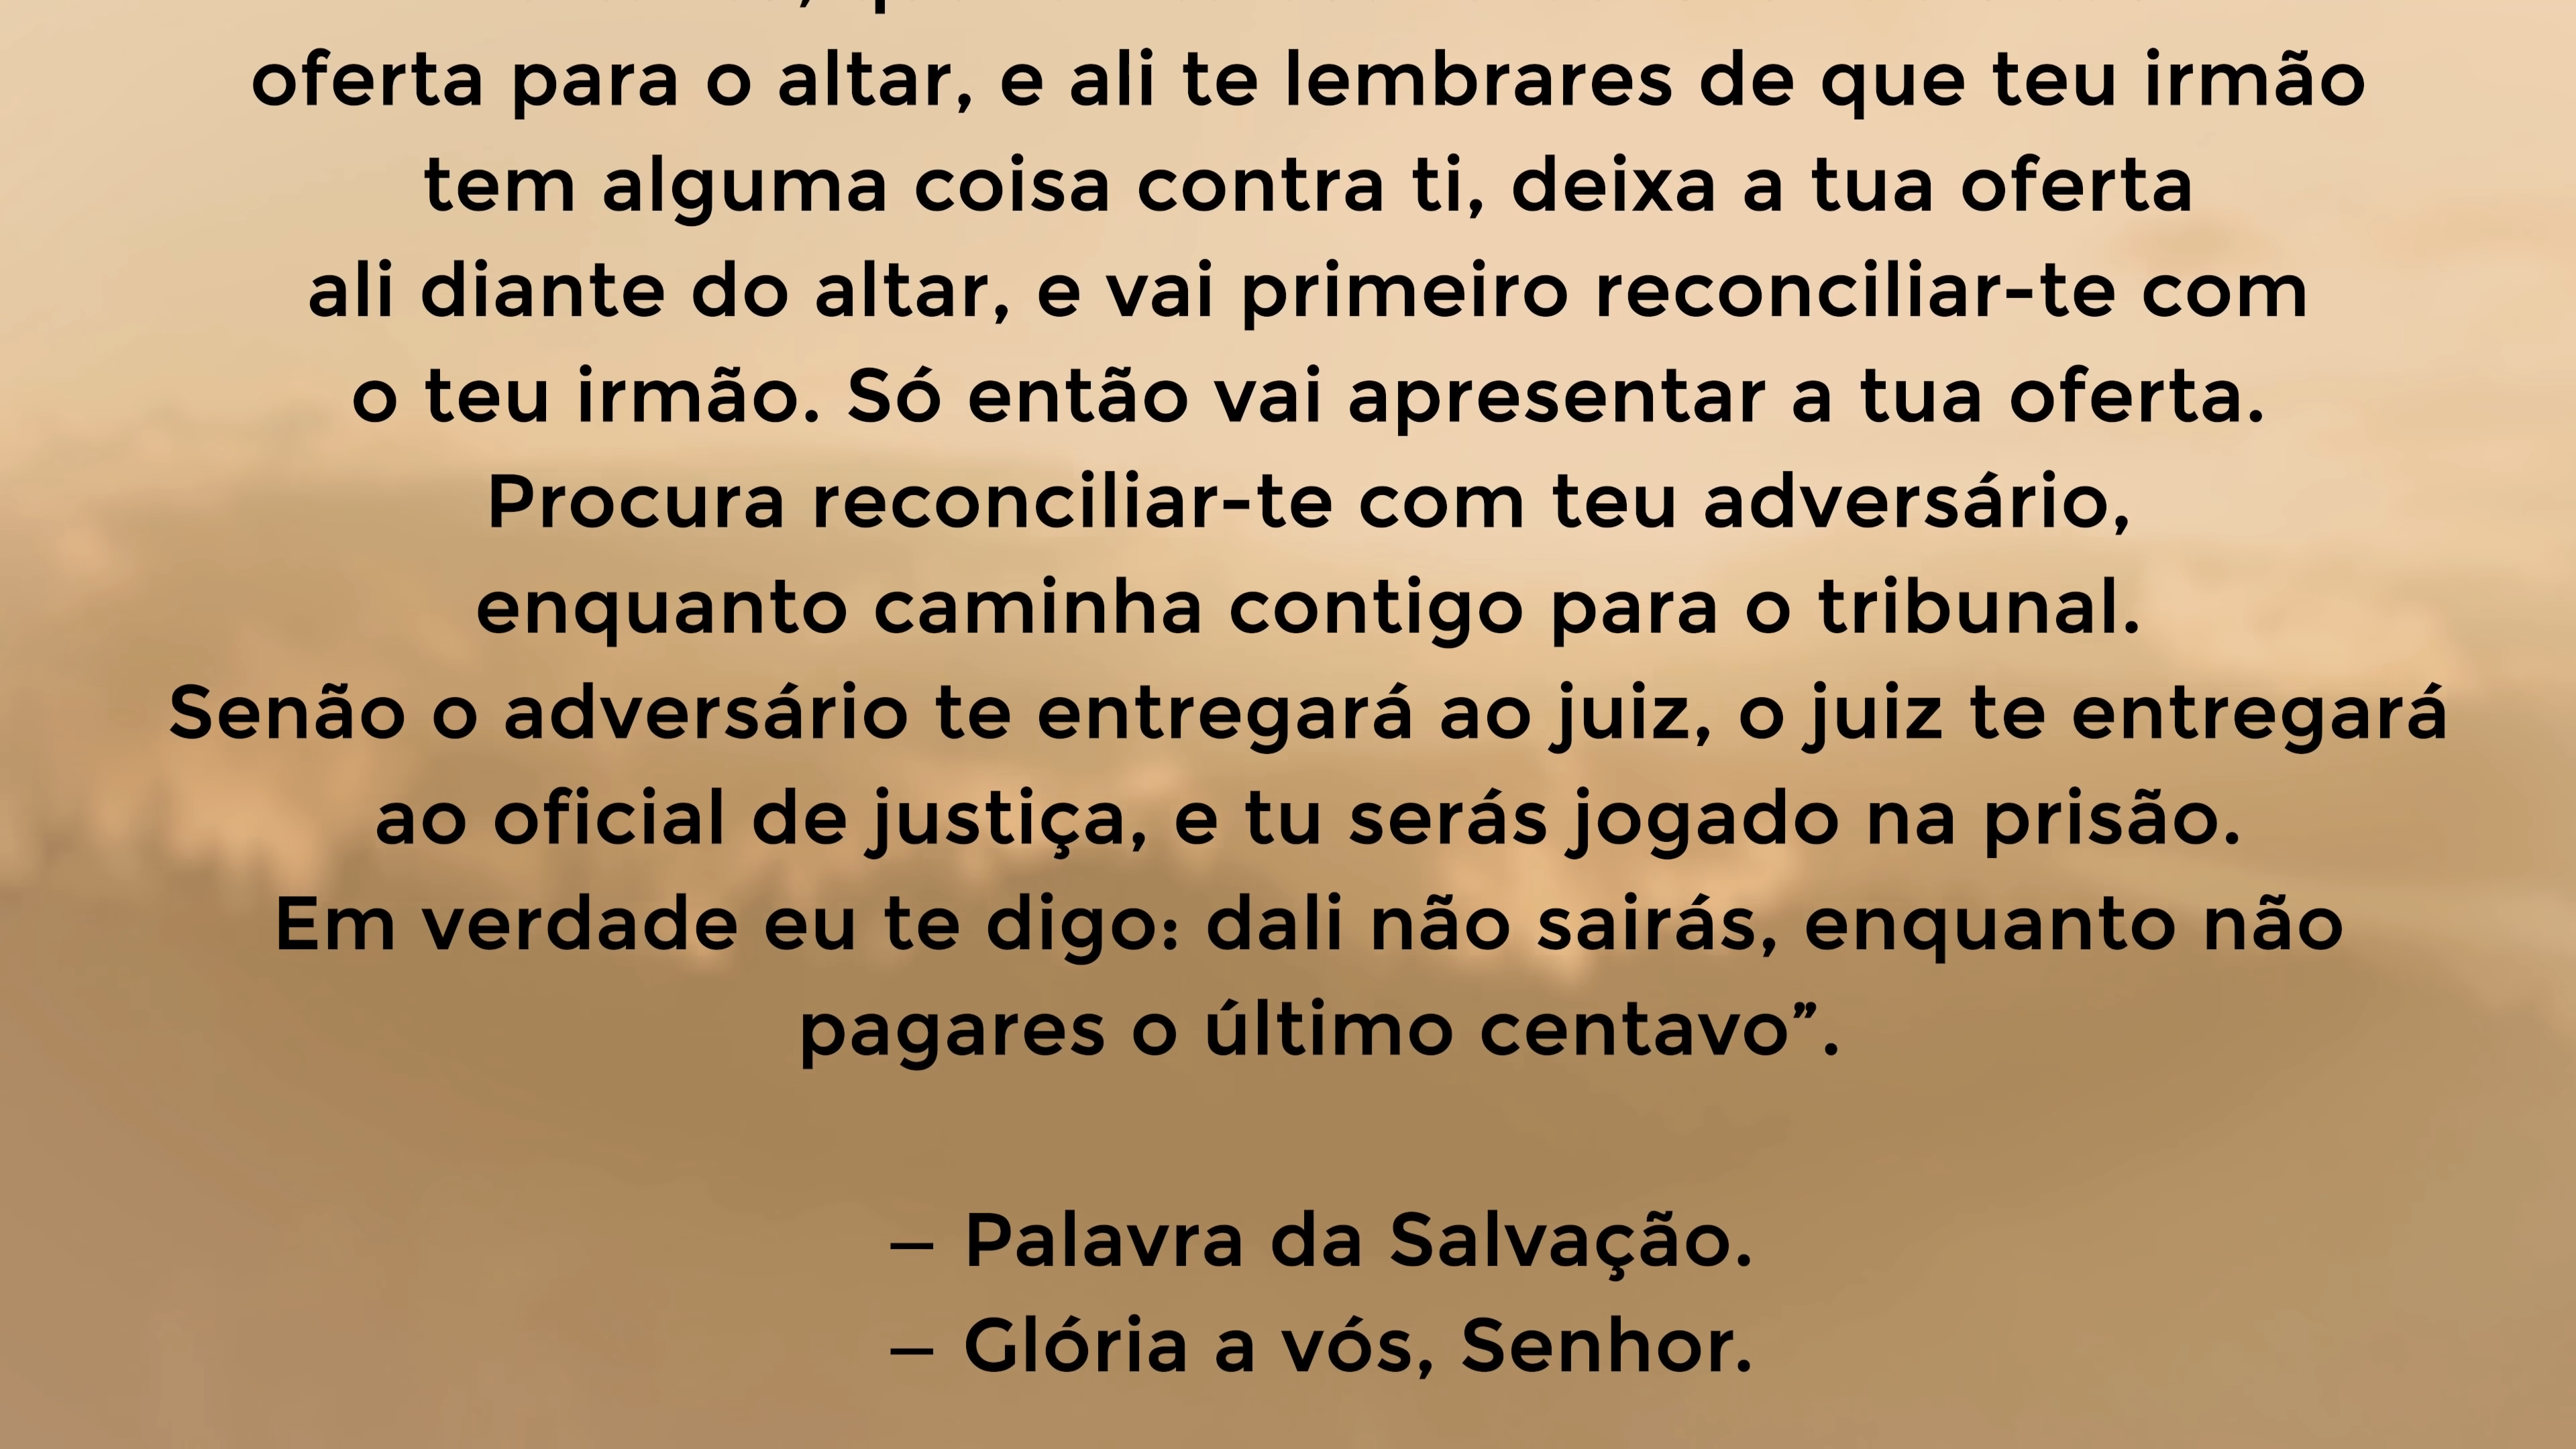 oferta para o altar, e ali te lembrares de que teu irmão
tem alguma coisa contra ti, deixa a tua oferta
ali diante do altar, e vai primeiro reconciliar-te com
o teu irmão. Só então vai apresentar a tua oferta.
Procura reconciliar-te com teu adversário,
enquanto caminha contigo para o tribunal.
Senão o adversário te entregará ao juiz, o juiz te entregará
ao oficial de justiça, e tu serás jogado na prisão.
Em verdade eu te digo: dali não sairás, enquanto não
pagares o último centavo”.
– Palavra da Salvação.
– Glória a vós, Senhor.